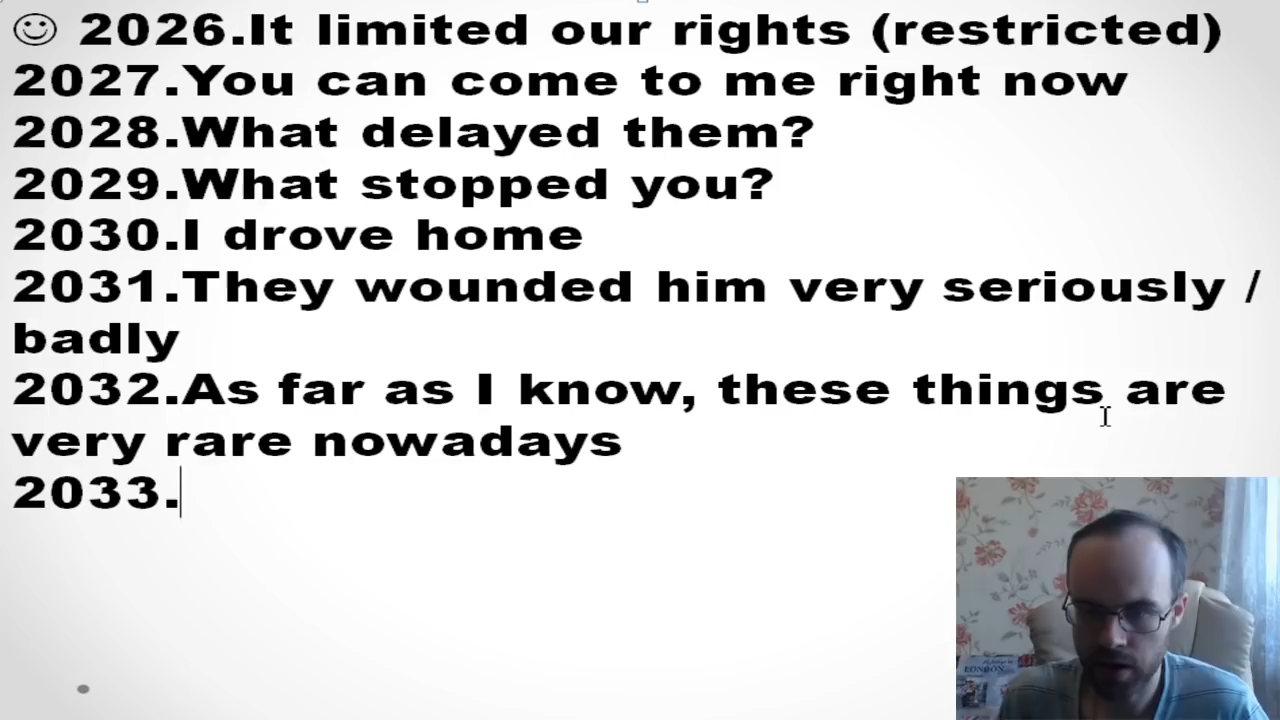 ☺ 2026.It limited our rights (restricted)
2027.You can come to me right now
2028.What delayed them?
2029.What stopped you?
2030.I drove home
2031.They wounded him very seriously /
badly
2032.As far as I know, these things are
very rare nowadays
2033.
LONDON